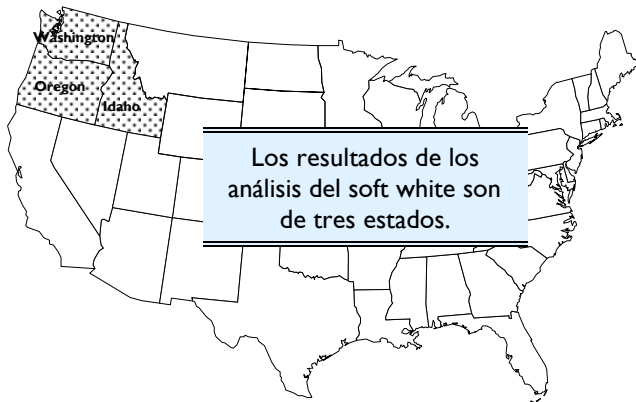 Washington
Oregon
Idaho
Los resultados de los
análisis del soft white son
de tres estados.